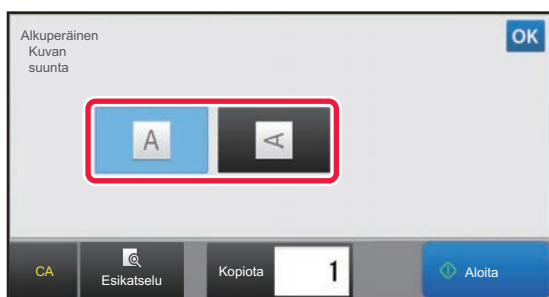 Alkuperäinen
Kuvan
suunta
OK
A
A
CA
Esikatselu
Kopiota
1
Aloita